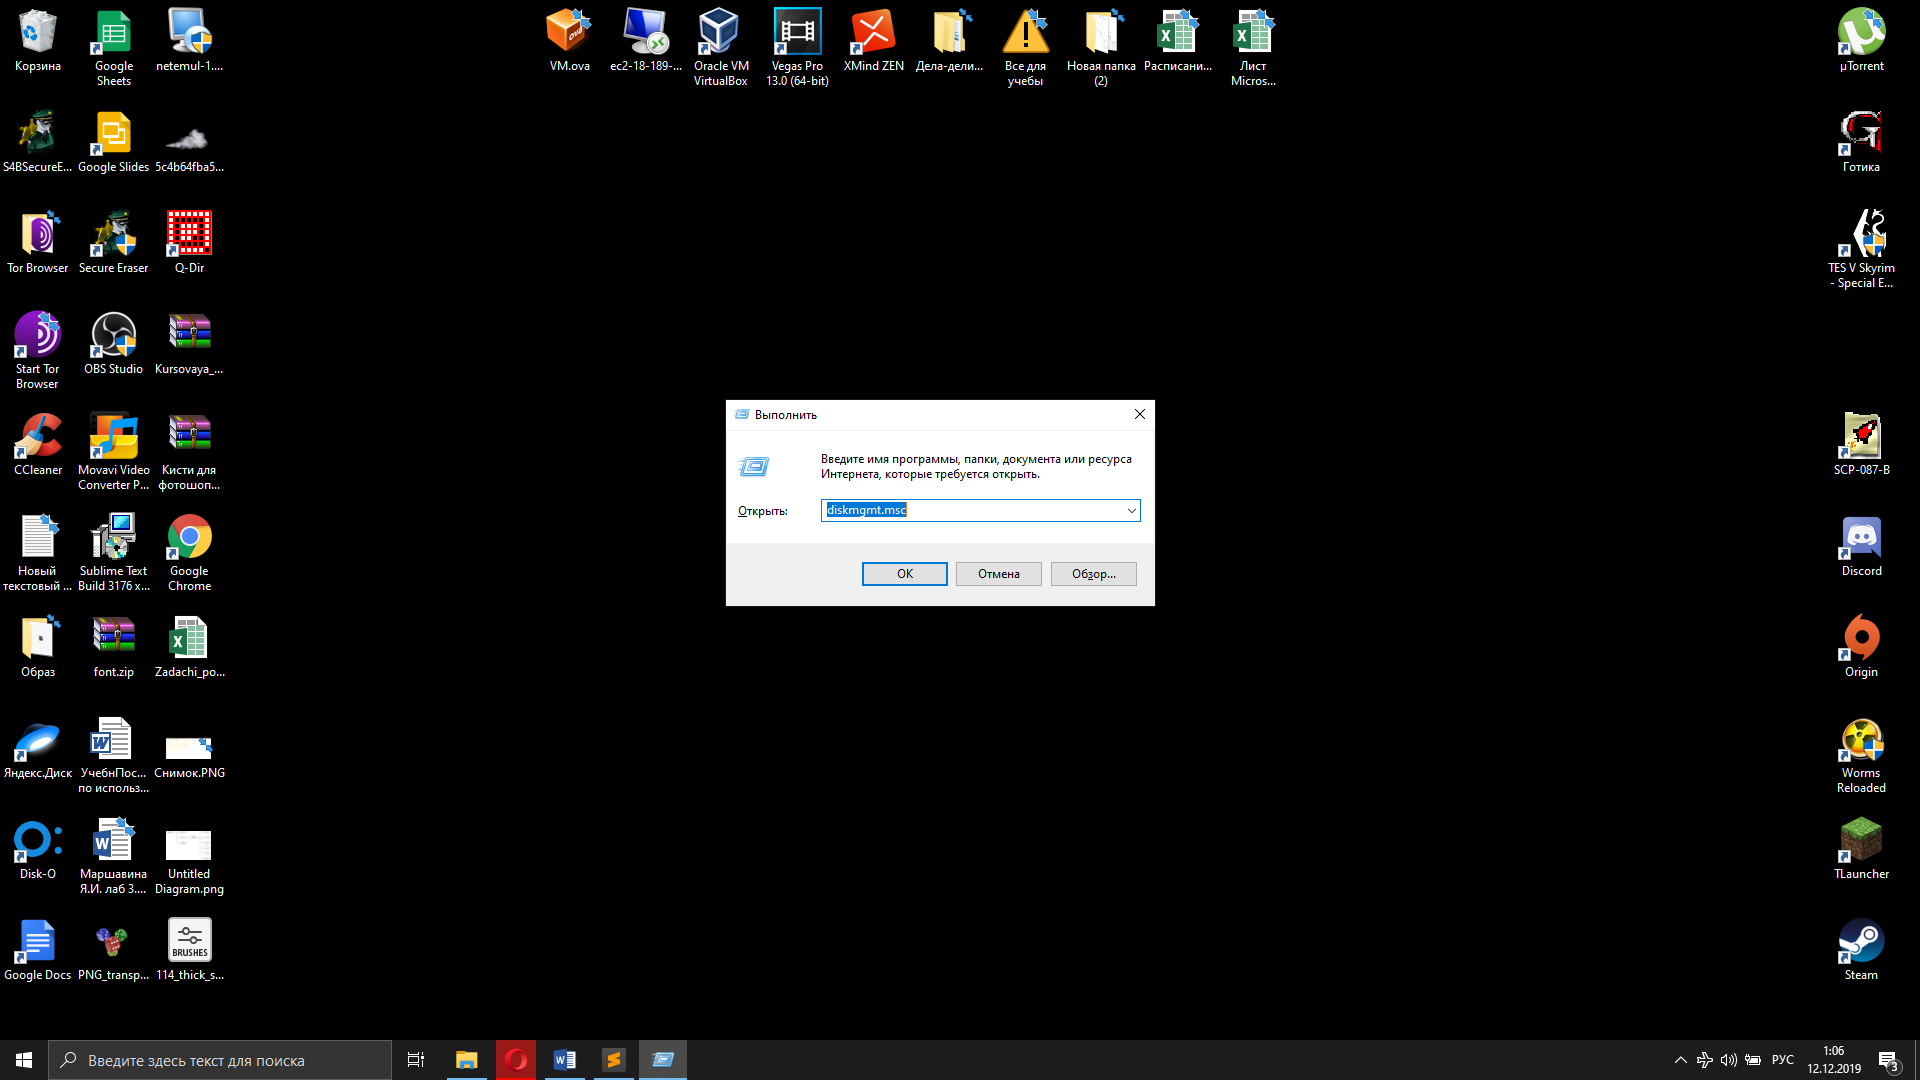 Корзина
Google
Sheets
netemul-1....
VM.ova
ec2-18-189-...
Oracle VM
VirtualBox
Vegas Pro
13.0 (64-bit)
XMind ZEN
Дела-дели...
Все для
учебы
Новая папка
(2)
Расписани...
Лист
Micros...
µTorrent
S4BSecureE...
Google Slides
5c4b64fba5...
Готика
Tor Browser
Secure Eraser
Q-Dir
TES V Skyrim
- Special E...
Start Tor
Browser
OBS Studio
Kursovaya_...
CCleaner
Movavi Video
Converter P...
Кисти для
фотошоп...
SCP-087-B
Новый
текстовый ...
Sublime Text
Build 3176 x...
Google
Chrome
Discord
Образ
font.zip
Zadachi_po...
Origin
Яндекс.Диск
УчебнПос...
по использ...
Снимок.PNG
Worms
Reloaded
Disk-O
Маршавина
Я.И. лаб 3....
Untitled
Diagram.png
TLauncher
Google Docs
PNG_transp...
BRUSHES
114_thick_s...
Steam
Выполнить
Введите имя программы, папки, документа или ресурса
Интернета, которые требуется открыть.
Открыть:
diskmgmt.msc
OK
Отмена
Обзор...
Введите здесь текст для поиска
РУС
1:06
12.12.2019
3